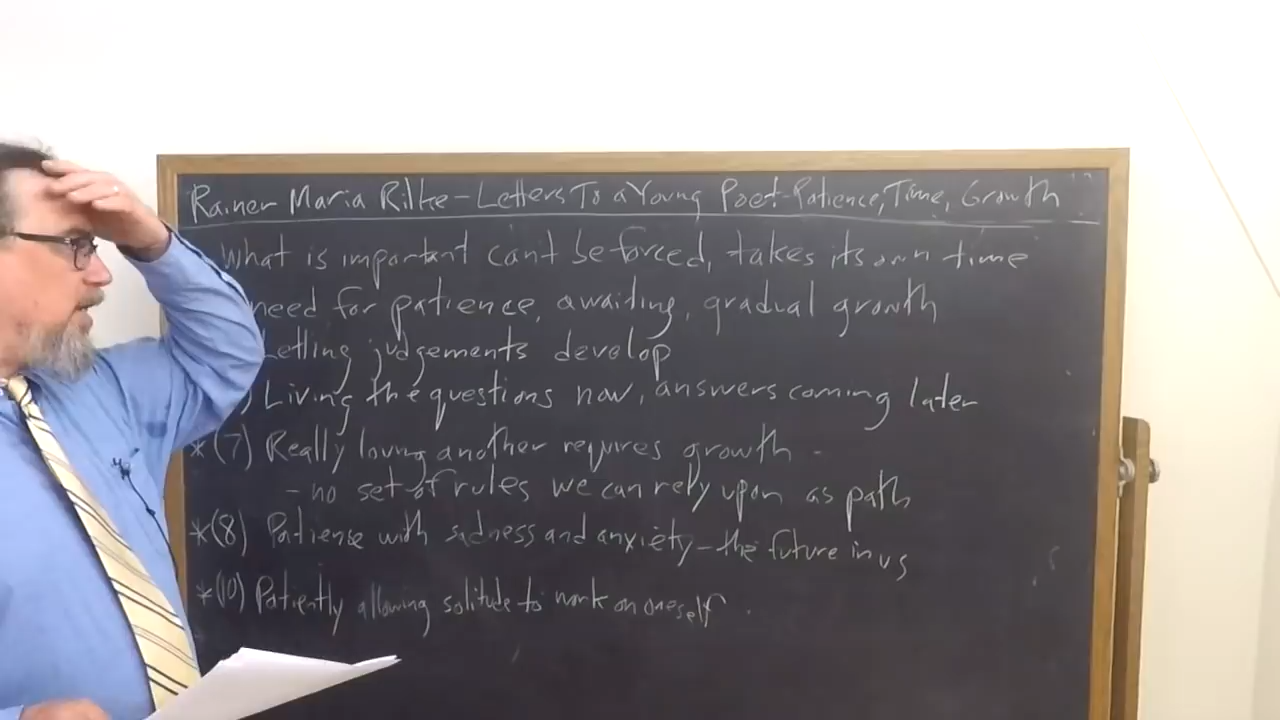 Rainer Maria Rilke - Letters To a Young Poet - Patience, Time, Growth
What is important can't be forced, takes its own time
need for patience, awaiting, gradual growth
Letting judgements develop
) Living the questions now, answers coming later
*(7) Really loving another requires growth -
- no set of rules we can rely upon as path
*(8) Patiense with sadness and anxiety - the future in us
*(10) Patiently allowing solitude to work on oneself.